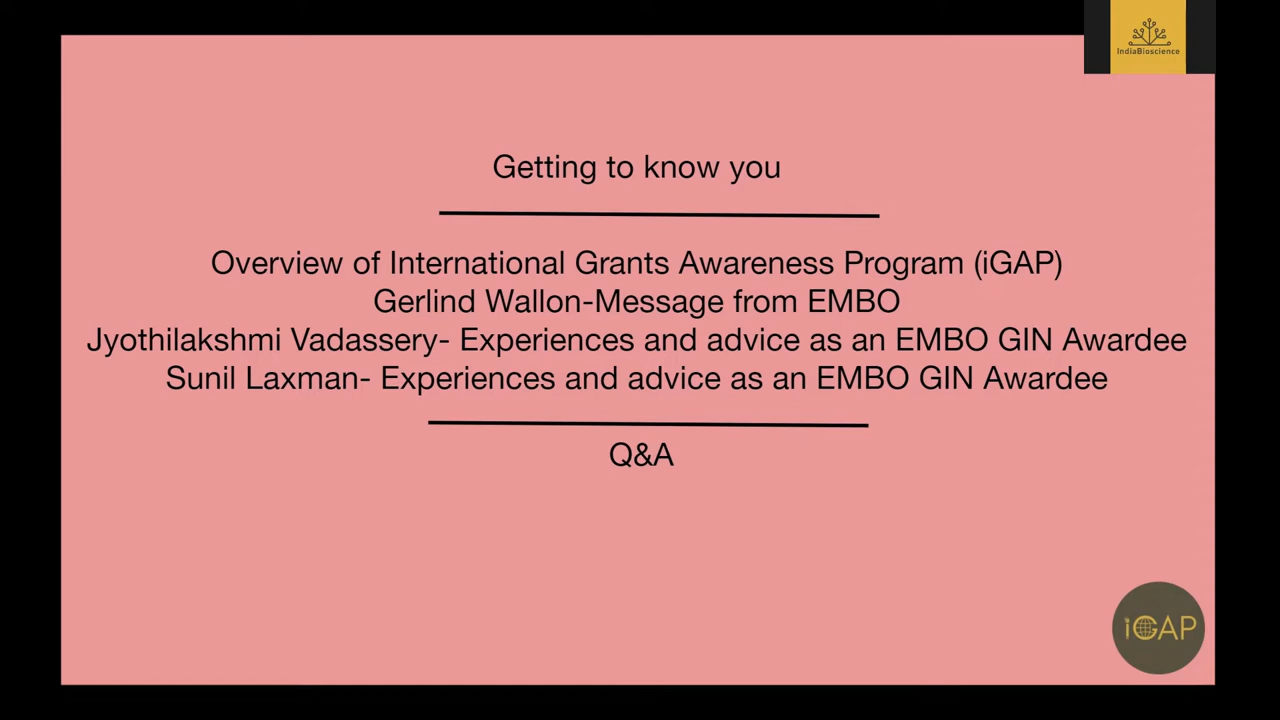 IndiaBioscience
Getting to know you
Overview of International Grants Awareness Program (iGAP)
Gerlind Wallon-Message from EMBO
Jyothilakshmi Vadassery- Experiences and advice as an EMBO GIN Awardee
Sunil Laxman- Experiences and advice as an EMBO GIN Awardee
Q&A
iGAP